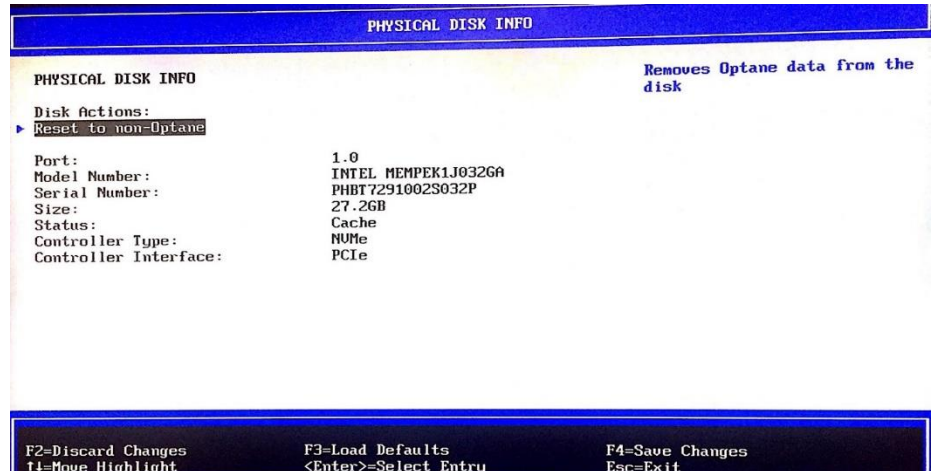 PHYSICAL DISK INFO
PHYSICAL DISK INFO
Removes Optane data from the
disk
Disk Actions:
Reset to non-Optane
Port: 1.0
Model Number: INTEL MEMPEK1J032GA
Serial Number: PHBT7291002S032P
Size: 27.2GB
Status: Cache
Controller Type: NVMe
Controller Interface: PCIe
F2=Discard Changes F3=Load Defaults F4=Save Changes
↑↓=Move Highlight <Enter>=Select Entry Esc=Exit